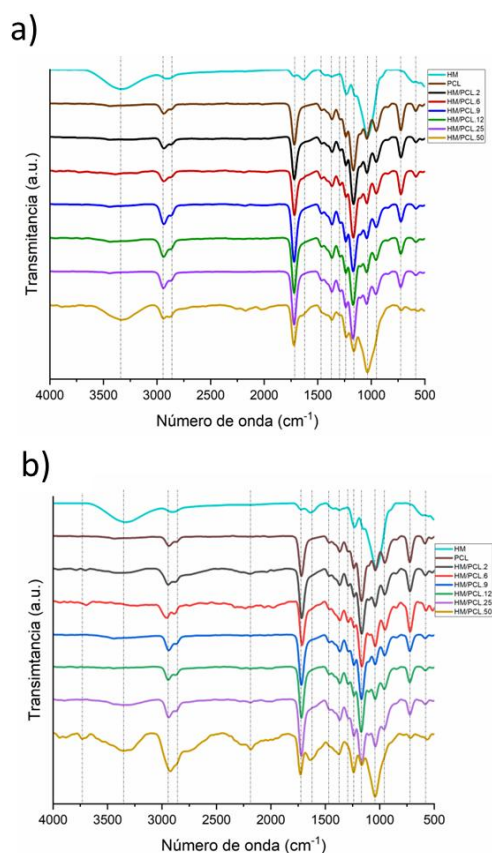 a)
HM
PCL
HM/PCL.2
HM/PCL.6
HM/PCL.9
HM/PCL.12
HM/PCL.25
HM/PCL.50
Transmitancia (a.u.)
4000 3500 3000 2500 2000 1500 1000 500
Número de onda (cm⁻¹)
b)
HM
PCL
HM/PCL.2
HM/PCL.6
HM/PCL.9
HM/PCL.12
HM/PCL.25
HM/PCL.50
Transimtancia (a.u.)
4000 3500 3000 2500 2000 1500 1000 500
Número de onda (cm⁻¹)